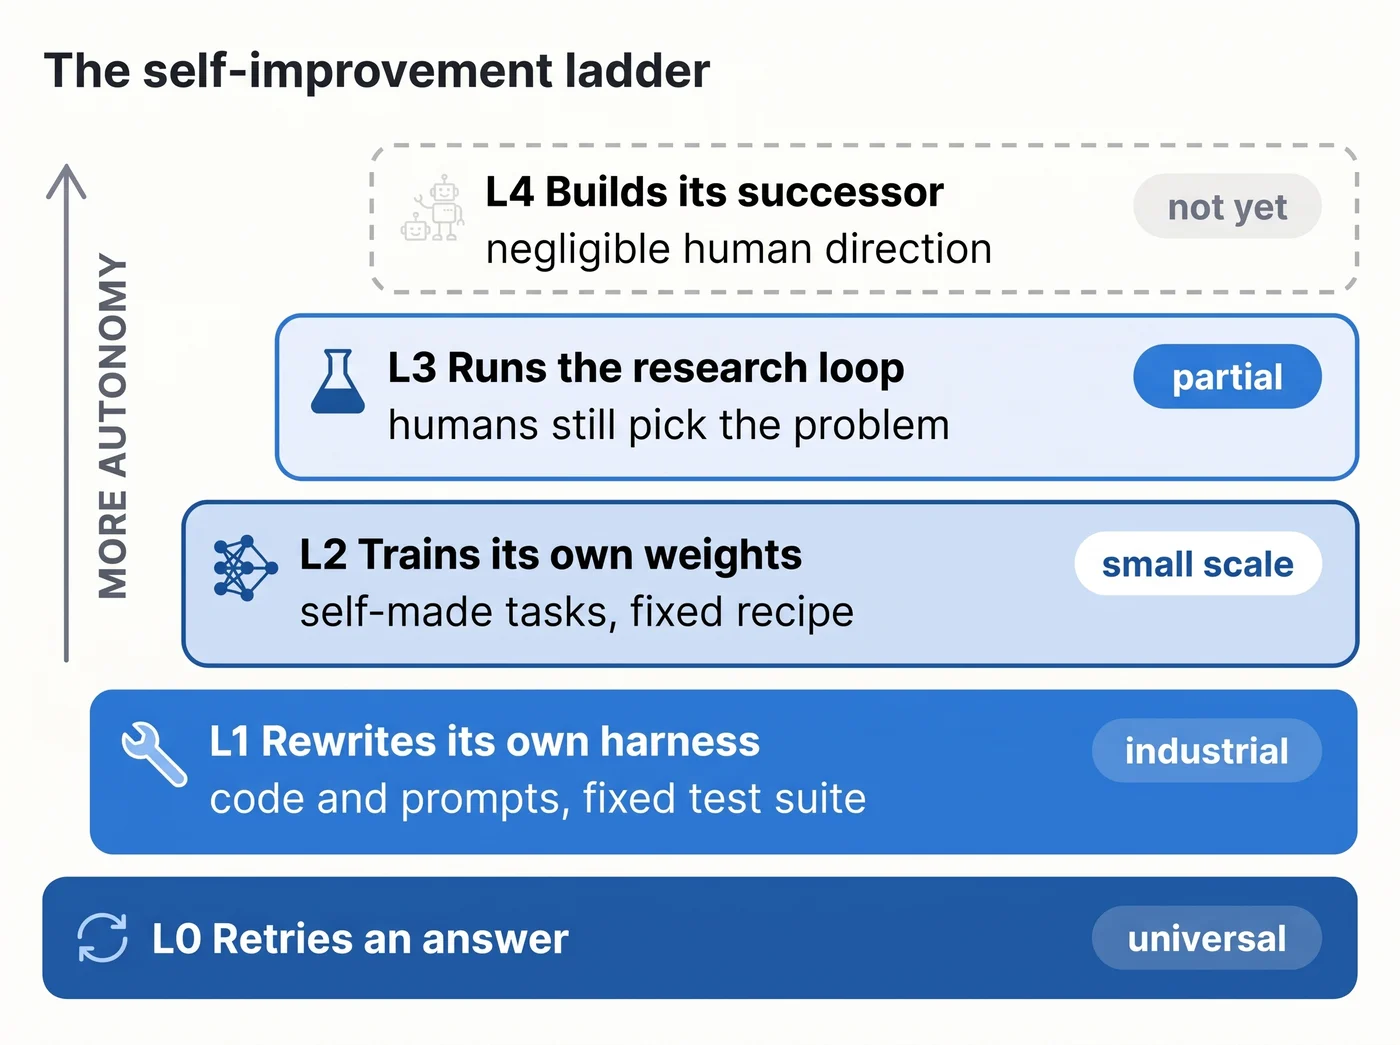 The self-improvement ladder
MORE AUTONOMY
L4 Builds its successor
negligible human direction
not yet
L3 Runs the research loop
humans still pick the problem
partial
L2 Trains its own weights
self-made tasks, fixed recipe
small scale
L1 Rewrites its own harness
code and prompts, fixed test suite
industrial
L0 Retries an answer
universal